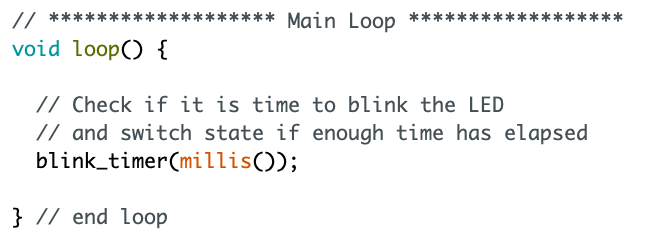 // ******************* Main Loop ******************
void loop() {
// Check if it is time to blink the LED
// and switch state if enough time has elapsed
blink_timer(millis());
} // end loop